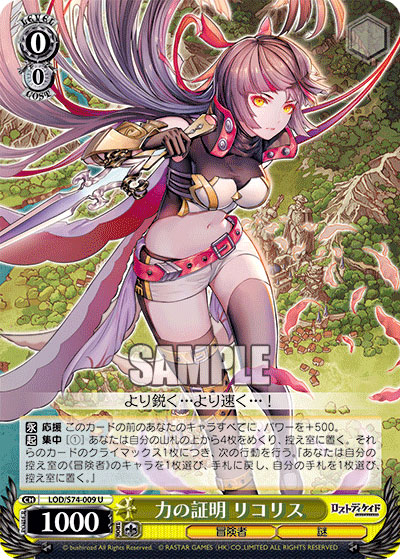 LEVEL
0
0
COST
SAMPLE
より鋭く…より速く…！
永 応援 このカードの前のあなたのキャラすべてに、パワーを+500。
起 集中 [①] あなたは自分の山札の上から4枚をめくり、控え室に置く。それ
らのカードのクライマックス1枚につき、次の行動を行う。『あなたは自分の
控え室の《冒険者》のキャラを1枚選び、手札に戻し、自分の手札を1枚選び、
控え室に置く。』
CH LOD/S74-009 U
POWER 1000 力の証明 リコリス ロストディケイド
冒険者 謎
© bushiroad All Rights Reserved. © RASTAR GAMES (HK) CO., LIMITED All Rights Reserved.